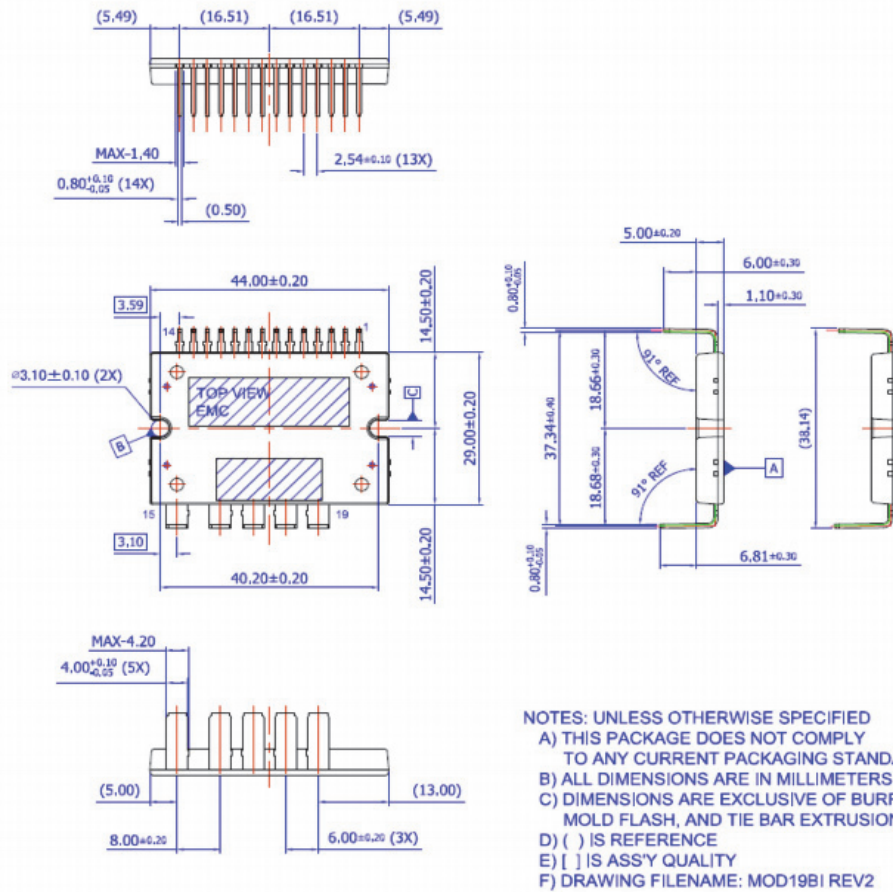 (5.49) (16.51) (16.51) (5.49)
MAX-1,40
2,54±0.10 (13X)
0.80+0.10-0.05 (14X)
(0.50)
5.00±0.20
6.00±0.30
1,10±0.30
0.80+0.10-0.05
44.00±0.20
14.50±0.20
3.59
14
1
⌀3.10±0.10 (2X)
TOP VIEW
EMC
C
B
29.00±0.20
91° REF
18.66±0.30
37.34±0.40
(38,14)
A
18.68±0.30
91° REF
15
19
3,10
40.20±0.20
14.50±0.20
0.80+0.10-0.05
6,81±0.30
MAX-4.20
4,00+0.10-0.05 (5X)
(5.00)
(13.00)
8.00±0.20
6.00±0.20 (3X)
NOTES: UNLESS OTHERWISE SPECIFIED
A) THIS PACKAGE DOES NOT COMPLY
TO ANY CURRENT PACKAGING
B) ALL DIMENSIONS ARE IN MILLIMETERS
C) DIMENSIONS ARE EXCLUSIVE OF
MOLD FLASH, AND TIE BAR
D) ( ) IS REFERENCE
E) [ ] IS ASS'Y QUALITY
F) DRAWING FILENAME: MOD19BI REV2